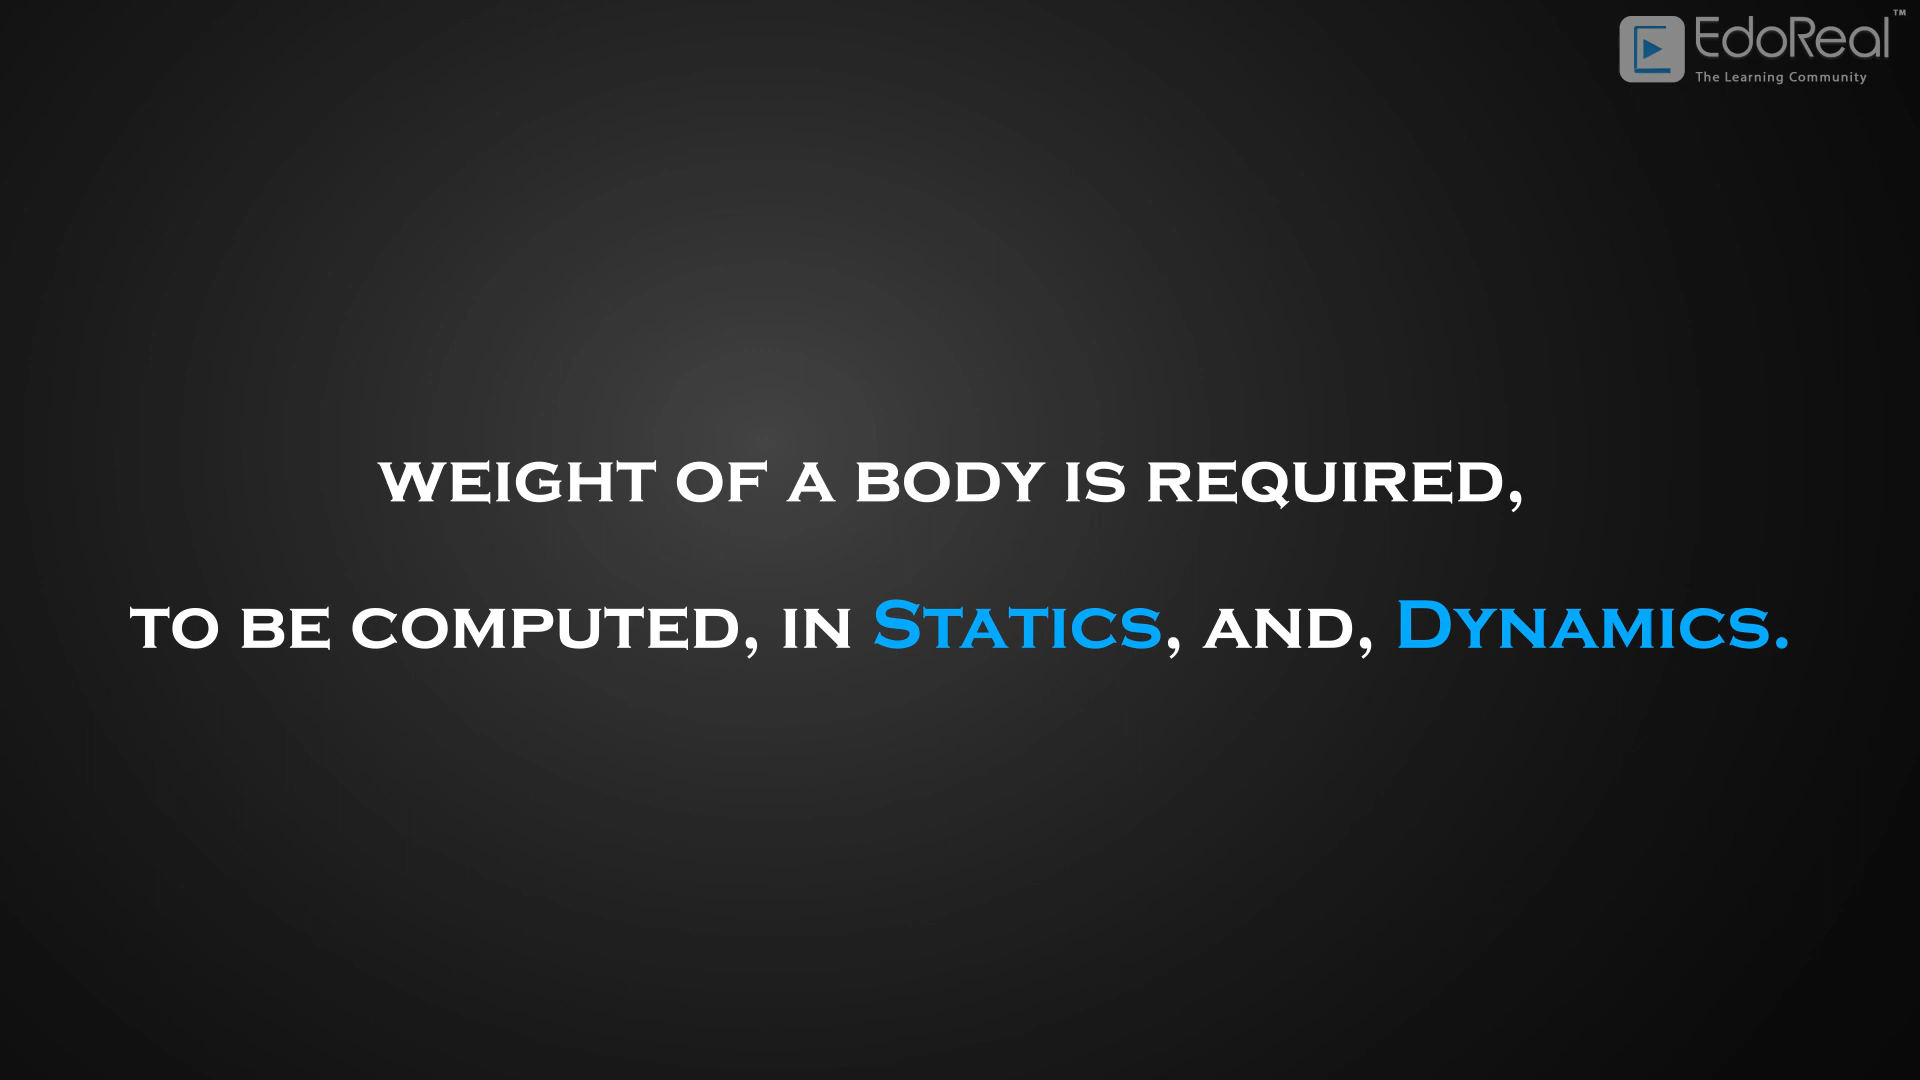 EdoReal™
The Learning Community
WEIGHT OF A BODY IS REQUIRED,
TO BE COMPUTED, IN STATICS, AND, DYNAMICS.